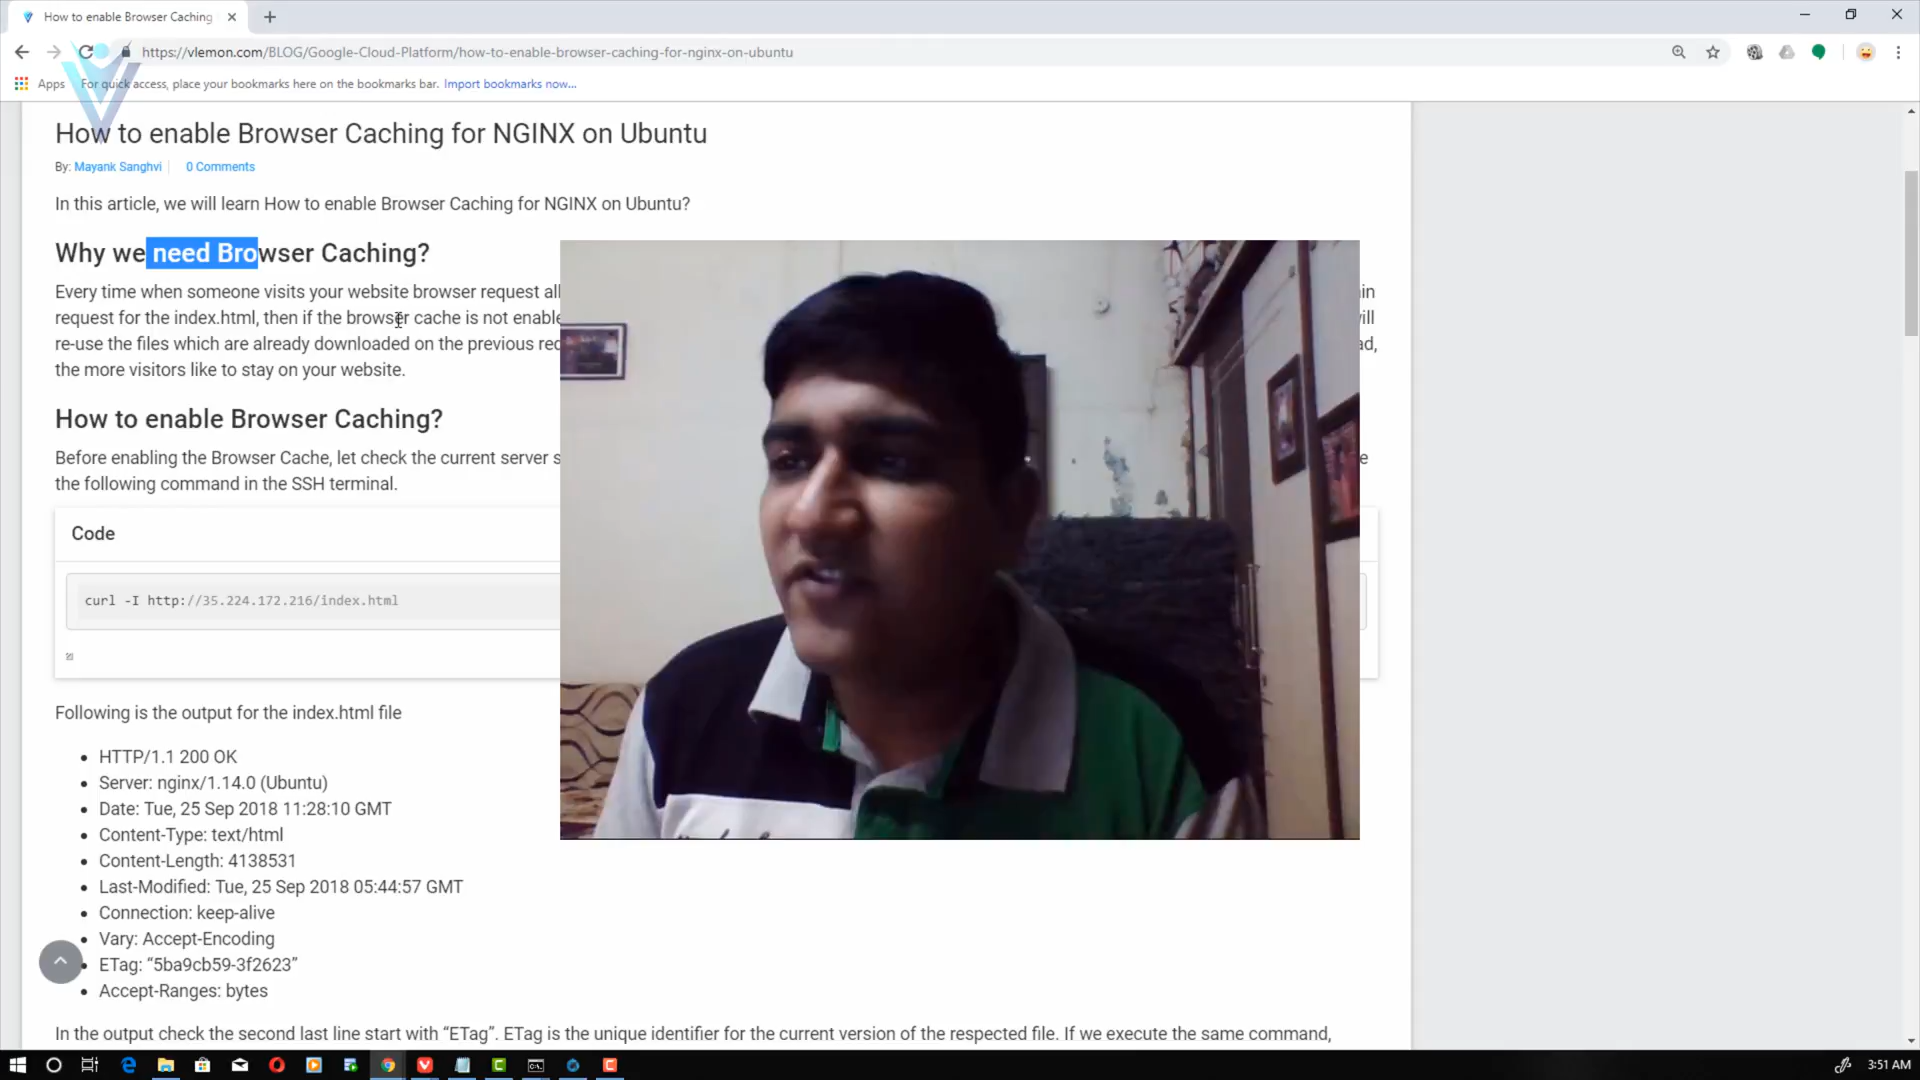 How to enable Browser Caching
https://vlemon.com/BLOG/Google-Cloud-Platform/how-to-enable-browser-caching-for-nginx-on-ubuntu
Apps For quick access, place your bookmarks here on the bookmarks bar. Import bookmarks now...
How to enable Browser Caching for NGINX on Ubuntu
By: Mayank Sanghvi 0 Comments
In this article, we will learn How to enable Browser Caching for NGINX on Ubuntu?
Why we need Browser Caching?
Every time when someone visits your website browser request all
request for the index.html, then if the browser cache is not enable
re-use the files which are already downloaded on the previous
the more visitors like to stay on your website.
How to enable Browser Caching?
Before enabling the Browser Cache, let check the current server
the following command in the SSH terminal.
Code
curl -I http://35.224.172.216/index.html
Following is the output for the index.html file
HTTP/1.1 200 OK
Server: nginx/1.14.0 (Ubuntu)
Date: Tue, 25 Sep 2018 11:28:10 GMT
Content-Type: text/html
Content-Length: 4138531
Last-Modified: Tue, 25 Sep 2018 05:44:57 GMT
Connection: keep-alive
Vary: Accept-Encoding
ETag: “5ba9cb59-3f2623”
Accept-Ranges: bytes
In the output check the second last line start with “ETag”. ETag is the unique identifier for the current version of the respected file. If we execute the same command,
3:51 AM